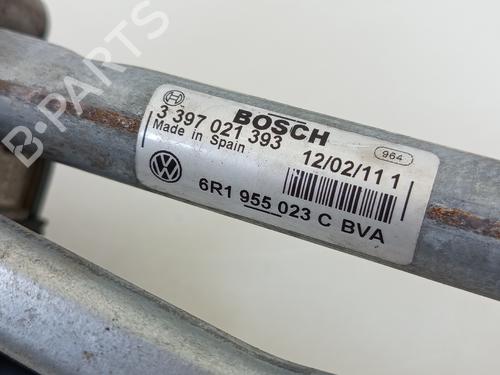 B-PARTS
BOSCH
3 397 021 393
Made in Spain
964
12/02/11 1
6R1 955 023 C BVA